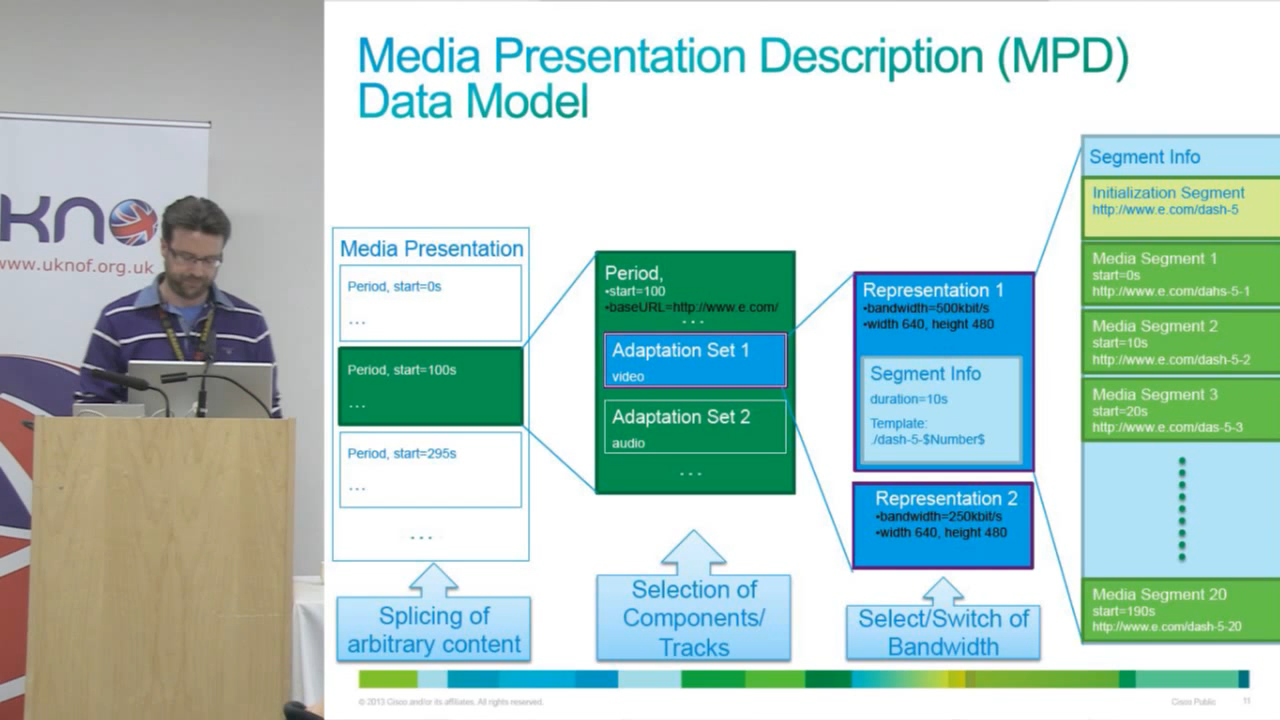 Media Presentation Description (MPD)
Data Model
KNO
www.uknof.org.uk
Media Presentation
Period, start=0s
...
Period, start=100s
...
Period, start=295s
...
...
Splicing of
arbitrary content
Period,
•start=100
•baseURL=http://www.e.com/
...
Adaptation Set 1
video
Adaptation Set 2
audio
...
Selection of
Components/
Tracks
Representation 1
•bandwidth=500kbit/s
•width 640, height 480
Segment Info
duration=10s
Template:
./dash-5-$Number$
Representation 2
•bandwidth=250kbit/s
•width 640, height 480
Select/Switch of
Bandwidth
Segment Info
Initialization Segment
http://www.e.com/dash-5
Media Segment 1
start=0s
http://www.e.com/dahs-5-1
Media Segment 2
start=10s
http://www.e.com/dash-5-2
Media Segment 3
start=20s
http://www.e.com/das-5-3
Media Segment 20
start=190s
http://www.e.com/dash-5-20
© 2013 Cisco and/or its affiliates. All rights reserved.
Cisco Public
11